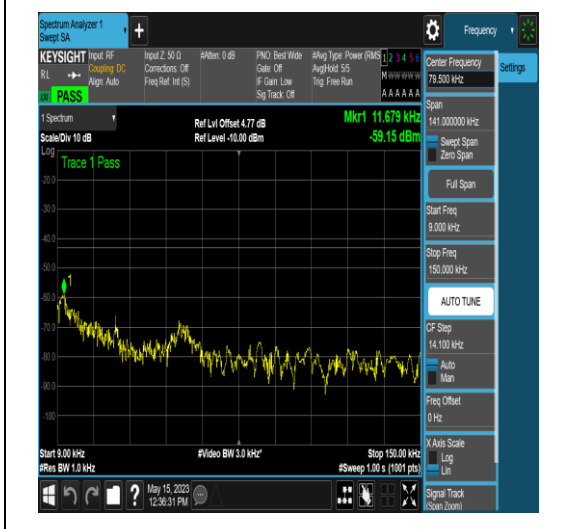 Spectrum Analyzer 1
Swept SA
+
Frequency
KEYSIGHT
RL
PASS
Input: RF
Coupling: DC
Align: Auto
Input Z: 50 Ω
Corrections: Off
Freq Ref: Int (S)
#Atten: 0 dB
PNO: Best Wide
Gate: Off
IF Gain: Low
Sig Track: Off
#Avg Type: Power (RMS)
Avg|Hold: 5/5
Trig: Free Run
1 2 3 4 5 6
M W W W W W
A A A A A A
1 Spectrum
Scale/Div 10 dB
Ref Lvl Offset 4.77 dB
Ref Level -10.00 dBm
Mkr1 11.679 kHz
-59.15 dBm
Log
Trace 1 Pass
-20.0
-30.0
-40.0
-50.0
-60.0
-70.0
-80.0
-90.0
-100
1
Start 9.00 kHz
#Res BW 1.0 kHz
#Video BW 3.0 kHz*
Stop 150.00 kHz
#Sweep 1.00 s (1001 pts)
May 15, 2023
12:36:31 PM
?
Center Frequency
79.500 kHz
Span
141.000000 kHz
Swept Span
Zero Span
Full Span
Start Freq
9.000 kHz
Stop Freq
150.000 kHz
AUTO TUNE
CF Step
14.100 kHz
Auto
Man
Freq Offset
0 Hz
X Axis Scale
Log
Lin
Signal Track
(Span Zoom)
Settings